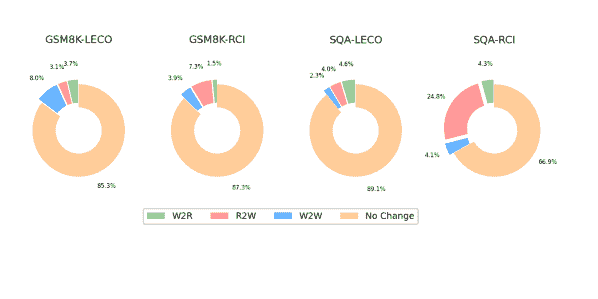 GSM8K-LECO
GSM8K-RCI
SQA-LECO
SQA-RCI
8.0%
3.1%
3.7%
85.3%
3.9%
7.3%
1.5%
87.3%
2.3%
4.0%
4.6%
89.1%
4.3%
24.8%
4.1%
66.9%
W2R
R2W
W2W
No Change